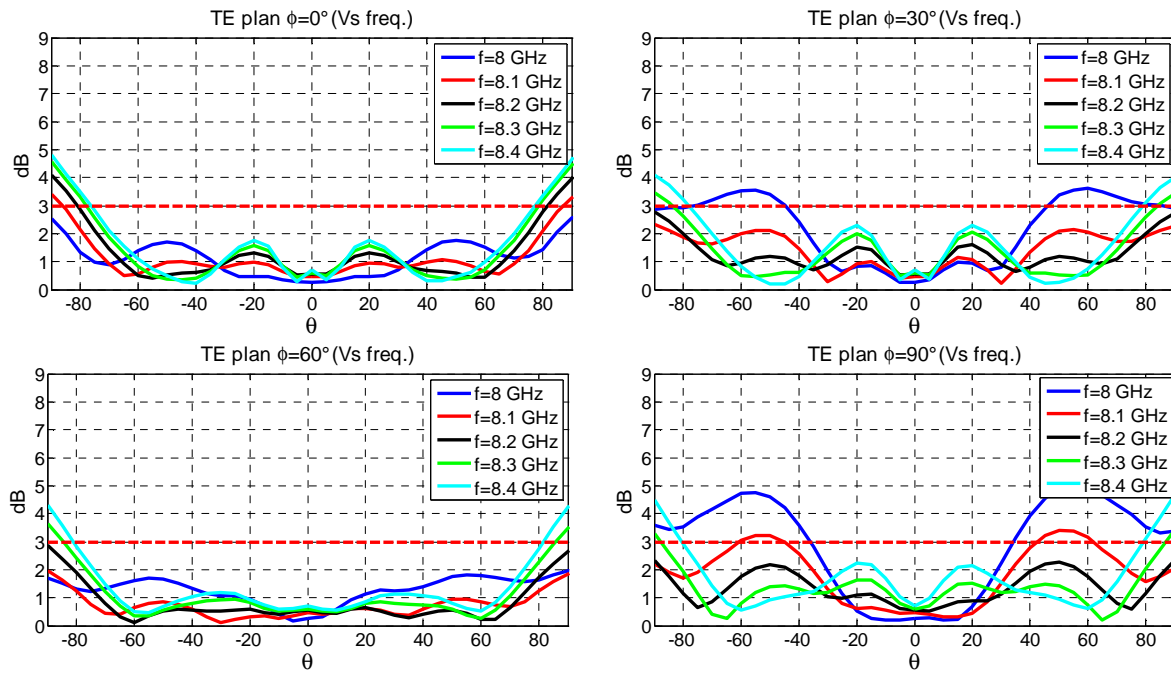 TE plan ϕ=0° (Vs freq.)
dB
9
8
7
6
5
4
3
2
1
0
-80 -60 -40 -20 0 20 40 60 80
θ
f=8 GHz
f=8.1 GHz
f=8.2 GHz
f=8.3 GHz
f=8.4 GHz
TE plan ϕ=30° (Vs freq.)
dB
9
8
7
6
5
4
3
2
1
0
-80 -60 -40 -20 0 20 40 60 80
θ
f=8 GHz
f=8.1 GHz
f=8.2 GHz
f=8.3 GHz
f=8.4 GHz
TE plan ϕ=60° (Vs freq.)
dB
9
8
7
6
5
4
3
2
1
0
-80 -60 -40 -20 0 20 40 60 80
θ
f=8 GHz
f=8.1 GHz
f=8.2 GHz
f=8.3 GHz
f=8.4 GHz
TE plan ϕ=90° (Vs freq.)
dB
9
8
7
6
5
4
3
2
1
0
-80 -60 -40 -20 0 20 40 60 80
θ
f=8 GHz
f=8.1 GHz
f=8.2 GHz
f=8.3 GHz
f=8.4 GHz